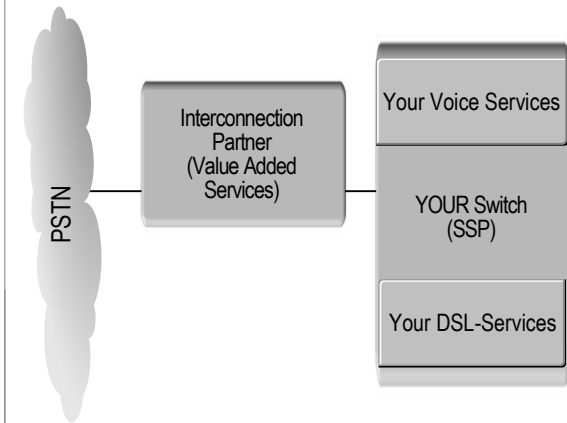 PSTN
Interconnection
Partner
(Value Added
Services)
Your Voice Services
YOUR Switch
(SSP)
Your DSL-Services